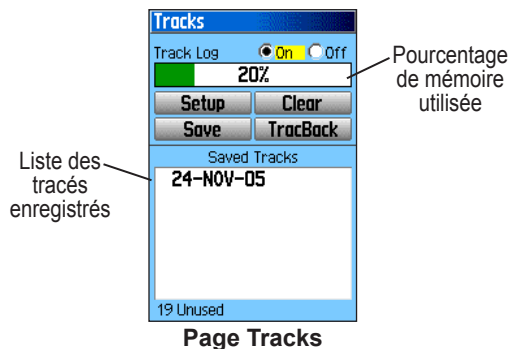 Tracks
Track Log On Off
20%
Setup Clear
Save TracBack
Saved Tracks
24-NOV-05
19 Unused
Pourcentage
de mémoire
utilisée
Liste des
tracés
enregistrés
Page Tracks